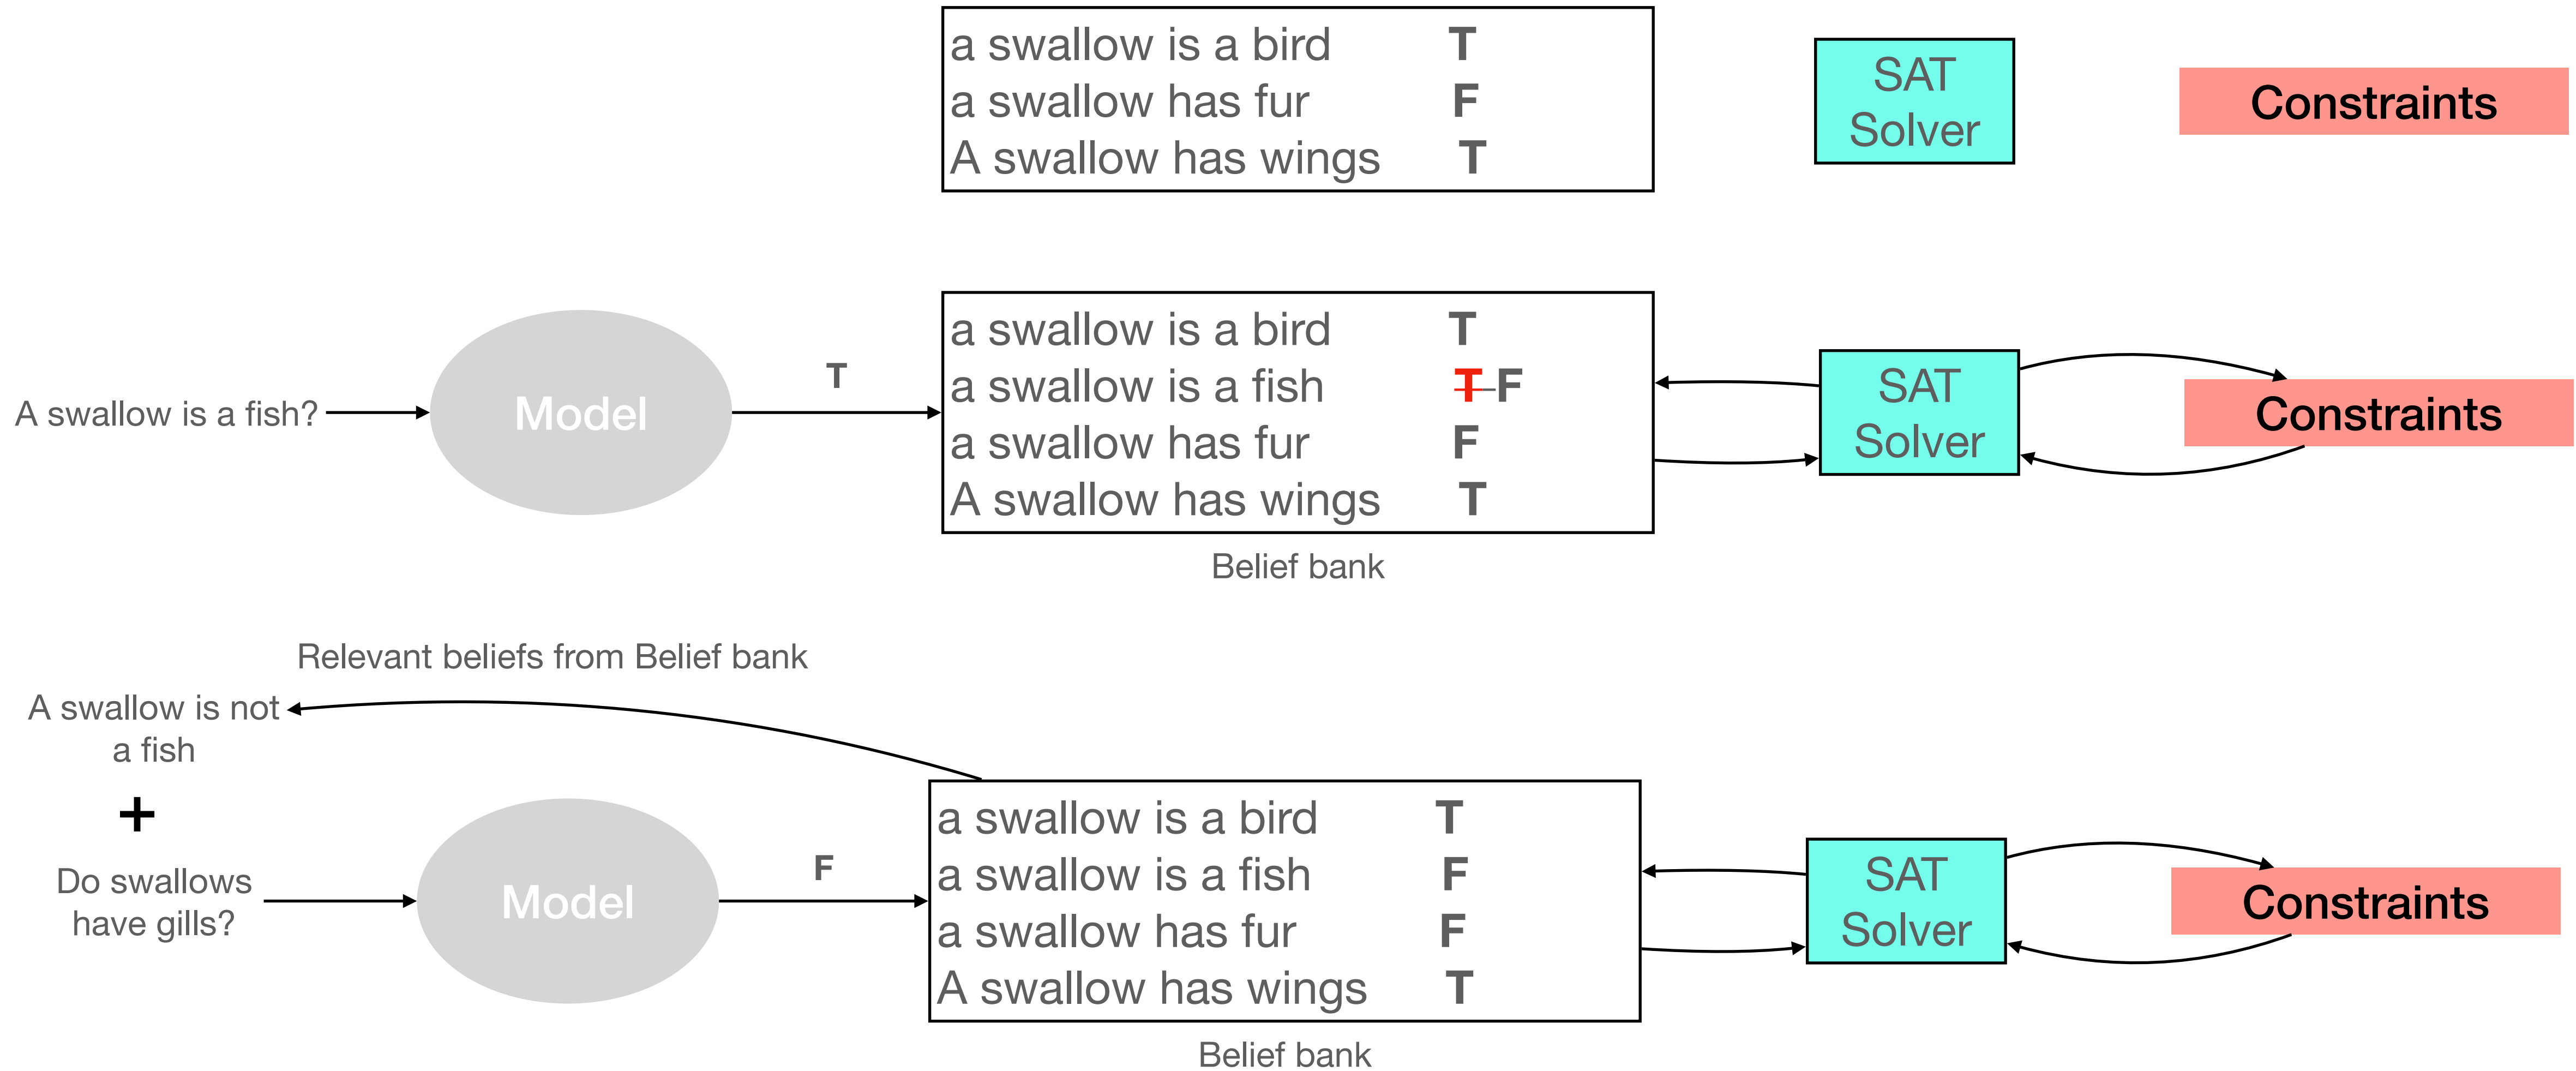 a swallow is a bird T
a swallow has fur F
A swallow has wings T
SAT
Solver
Constraints
A swallow is a fish?
Model
T
a swallow is a bird T
a swallow is a fish T F
a swallow has fur F
A swallow has wings T
Belief bank
SAT
Solver
Constraints
Relevant beliefs from Belief bank
A swallow is not
a fish
+
Do swallows
have gills?
Model
F
a swallow is a bird T
a swallow is a fish F
a swallow has fur F
A swallow has wings T
Belief bank
SAT
Solver
Constraints